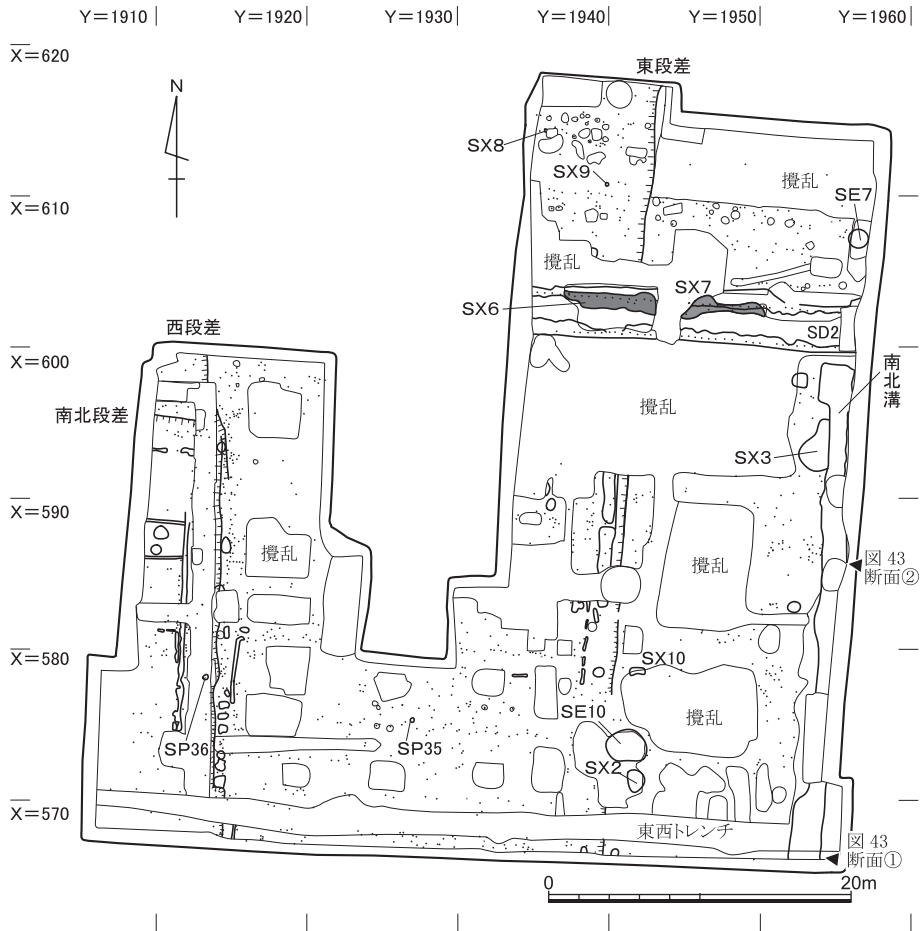 Y=1910 Y=1920 Y=1930 Y=1940 Y=1950 Y=1960
X=620
東段差
N
SX8
SX9
攪乱
SE7
X=610
攪乱
SX7
SX6
SD2
西段差
X=600
南北溝
南北段差
攪乱
SX3
X=590
攪乱
攪乱
図 43
断面②
X=580
SX10
SE10
攪乱
SP36
SP35
SX2
X=570
東西トレンチ
図 43
断面①
0 20m